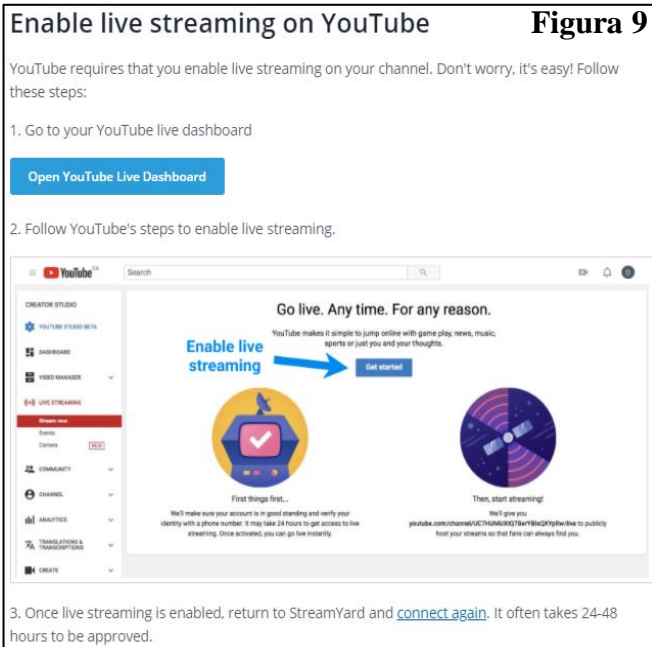 Enable live streaming on YouTube
Figura 9
YouTube requires that you enable live streaming on your channel. Don't worry, it's easy! Follow
these steps:
1. Go to your YouTube live dashboard
Open YouTube Live Dashboard
2. Follow YouTube's steps to enable live streaming.
YouTube CA
Search
CREATOR STUDIO
YOUTUBE STUDIO BETA
DASHBOARD
VIDEO MANAGER
LIVE STREAMING
Stream now
Events
Camera NEW
COMMUNITY
CHANNEL
ANALYTICS
TRANSLATIONS &
TRANSCRIPTIONS
CREATE
Go live. Any time. For any reason.
YouTube makes it simple to jump online with game play, news, music,
sports or just you and your thoughts.
Enable live
streaming
Get started
First things first...
We'll make sure your account is in good standing and verify your
identity with a phone number. It may take 24 hours to get access to live
streaming. Once activated, you can go live instantly.
Then, start streaming!
We'll give you
to publicly
host your streams so that fans can always find you.
3. Once live streaming is enabled, return to StreamYard and connect again. It often takes 24-48
hours to be approved.